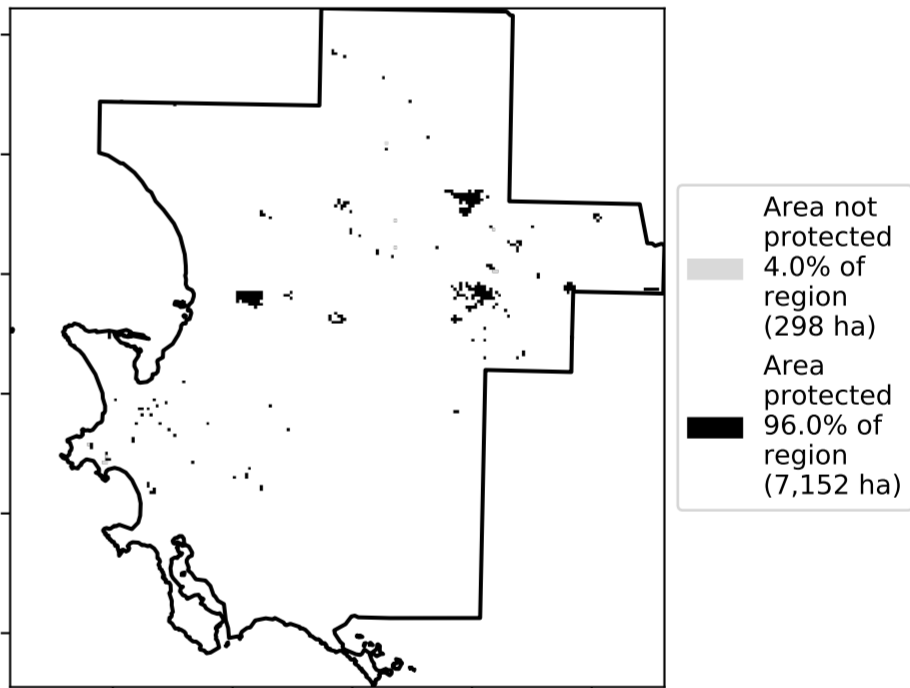 Area not
protected
4.0% of
region
(298 ha)
Area
protected
96.0% of
region
(7,152 ha)